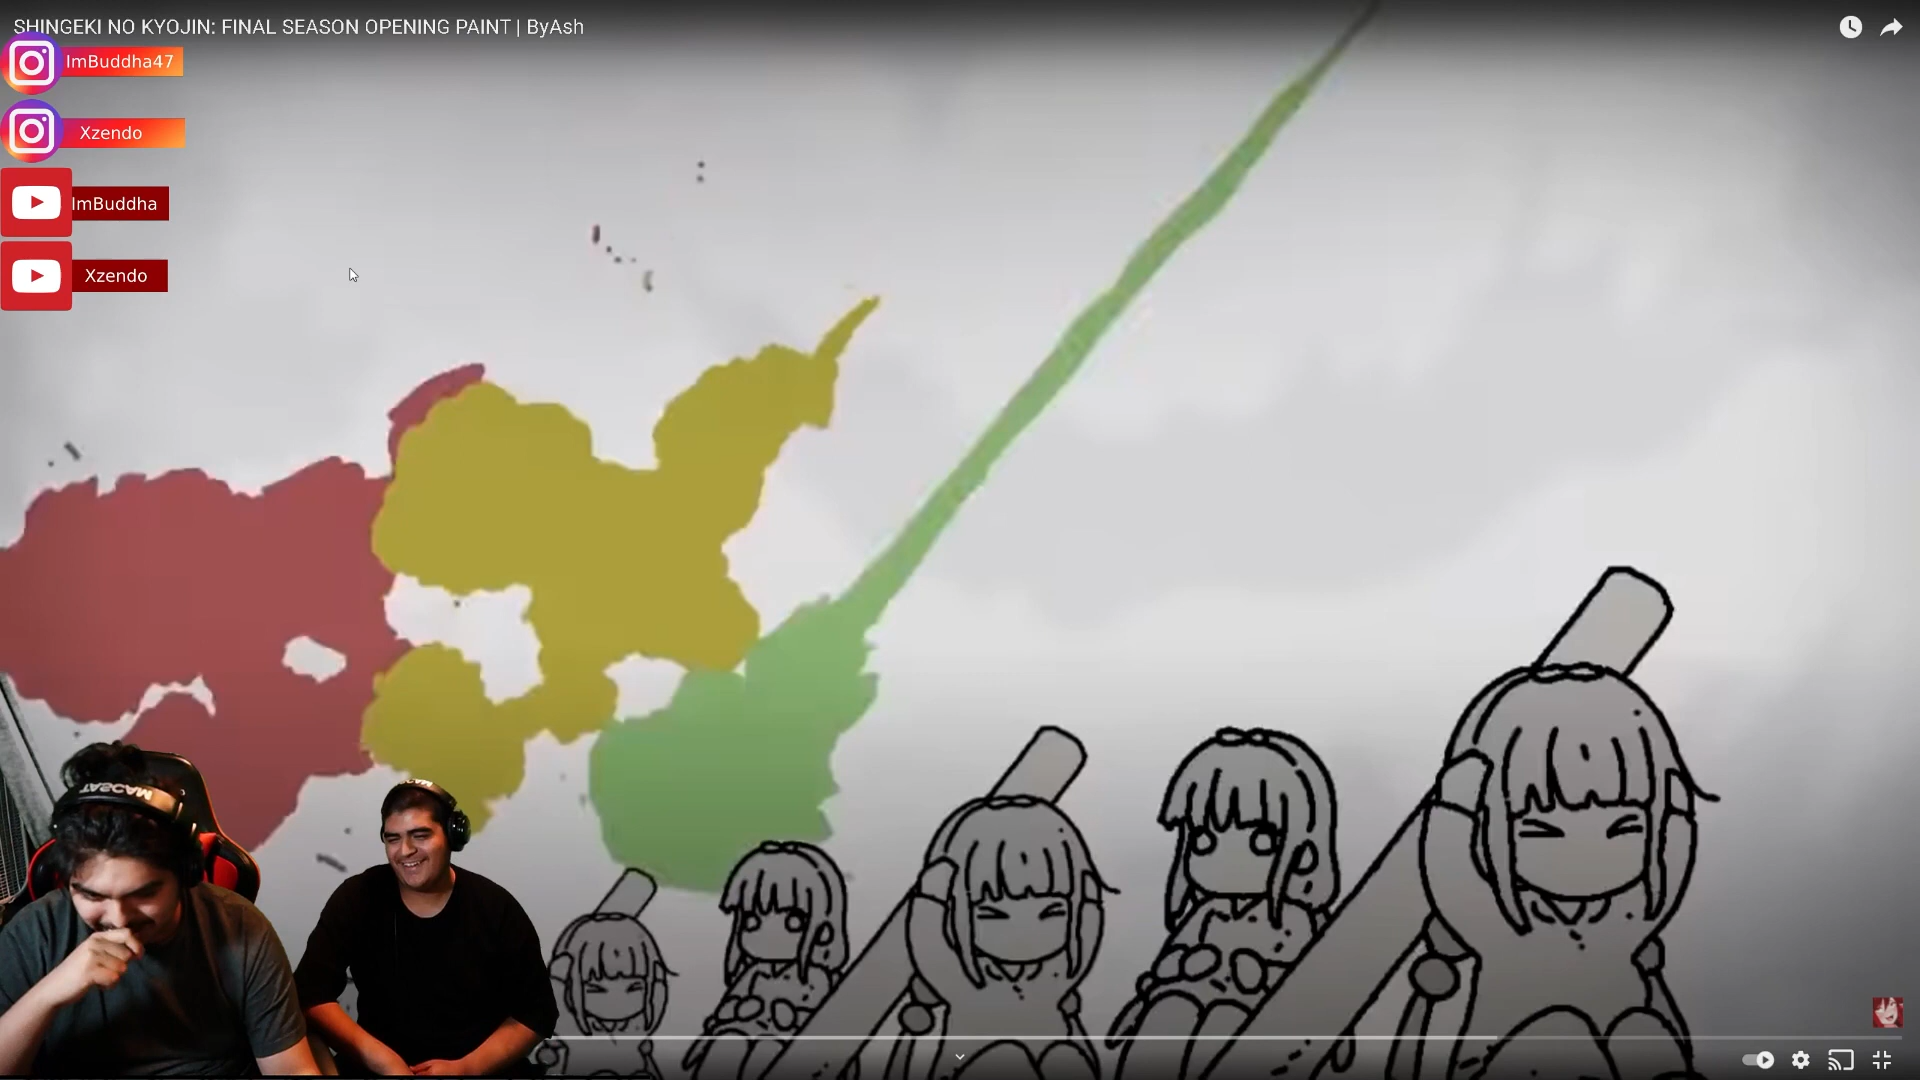 SHINGEKI NO KYOJIN: FINAL SEASON OPENING PAINT | ByAsh
ImBuddha47
Xzendo
ImBuddha
Xzendo